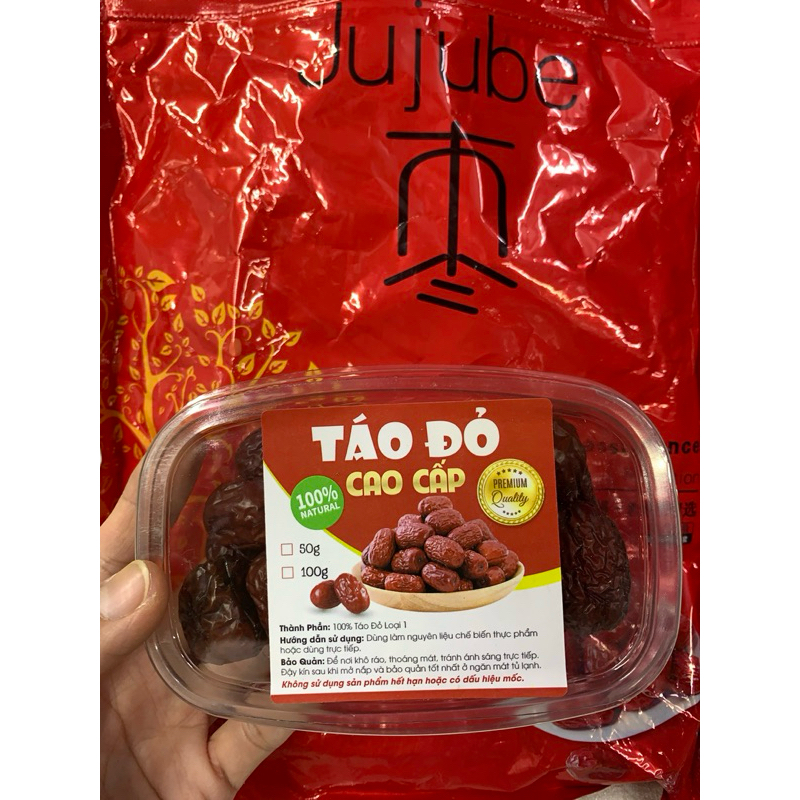 Jujube
TÁO ĐỎ
CAO CẤP
100%
NATURAL
PREMIUM
Quality
50g
100g
Thành Phần: 100% Táo Đỏ Loại 1
Hướng dẫn sử dụng: Dùng làm nguyên liệu chế biến thực phẩm
hoặc dùng trực tiếp.
Bảo Quản: Để nơi khô ráo, thoáng mát, tránh ánh sáng trực tiếp.
Đậy kín sau khi mở nắp và bảo quản tốt nhất ở ngăn mát tủ lạnh.
Không sử dụng sản phẩm hết hạn hoặc có dấu hiệu mốc.